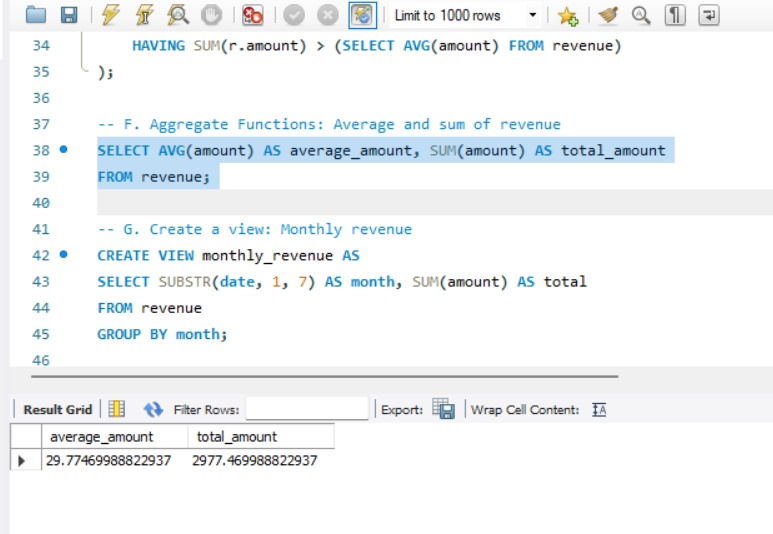 Limit to 1000 rows
34 HAVING SUM(r.amount) > (SELECT AVG(amount) FROM revenue)
35 );
36
37 -- F. Aggregate Functions: Average and sum of revenue
38 SELECT AVG(amount) AS average_amount, SUM(amount) AS total_amount
39 FROM revenue;
40
41 -- G. Create a view: Monthly revenue
42 CREATE VIEW monthly_revenue AS
43 SELECT SUBSTR(date, 1, 7) AS month, SUM(amount) AS total
44 FROM revenue
45 GROUP BY month;
46
Result Grid Filter Rows: Export: Wrap Cell Content: IA
average_amount total_amount
29.77469988822937 2977.469988822937